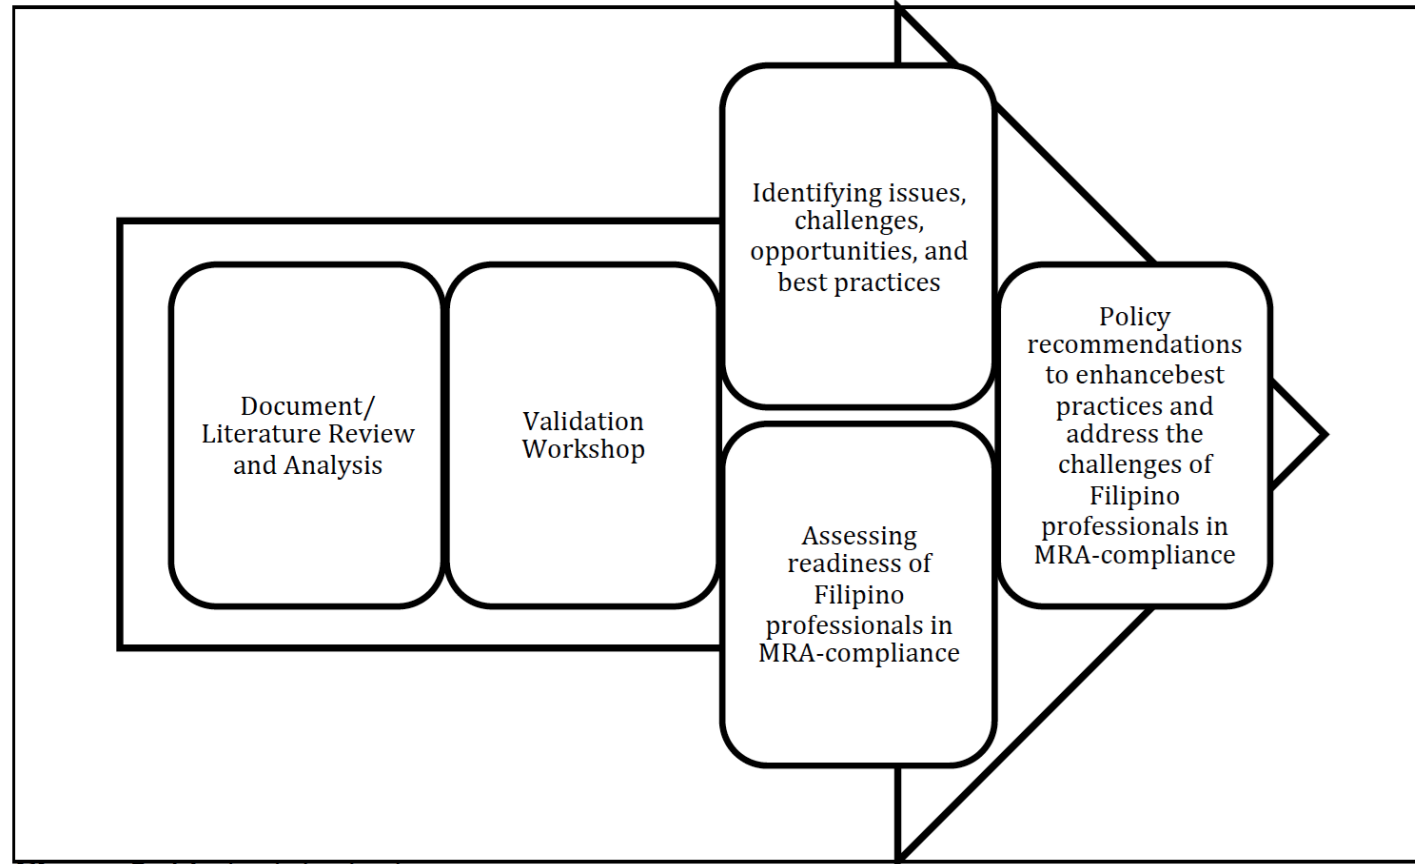 Document/
Literature Review
and Analysis
Validation
Workshop
Identifying issues,
challenges,
opportunities, and
best practices
Assessing
readiness of
Filipino
professionals in
MRA-compliance
Policy
recommendations
to enhancebest
practices and
address the
challenges of
Filipino
professionals in
MRA-compliance